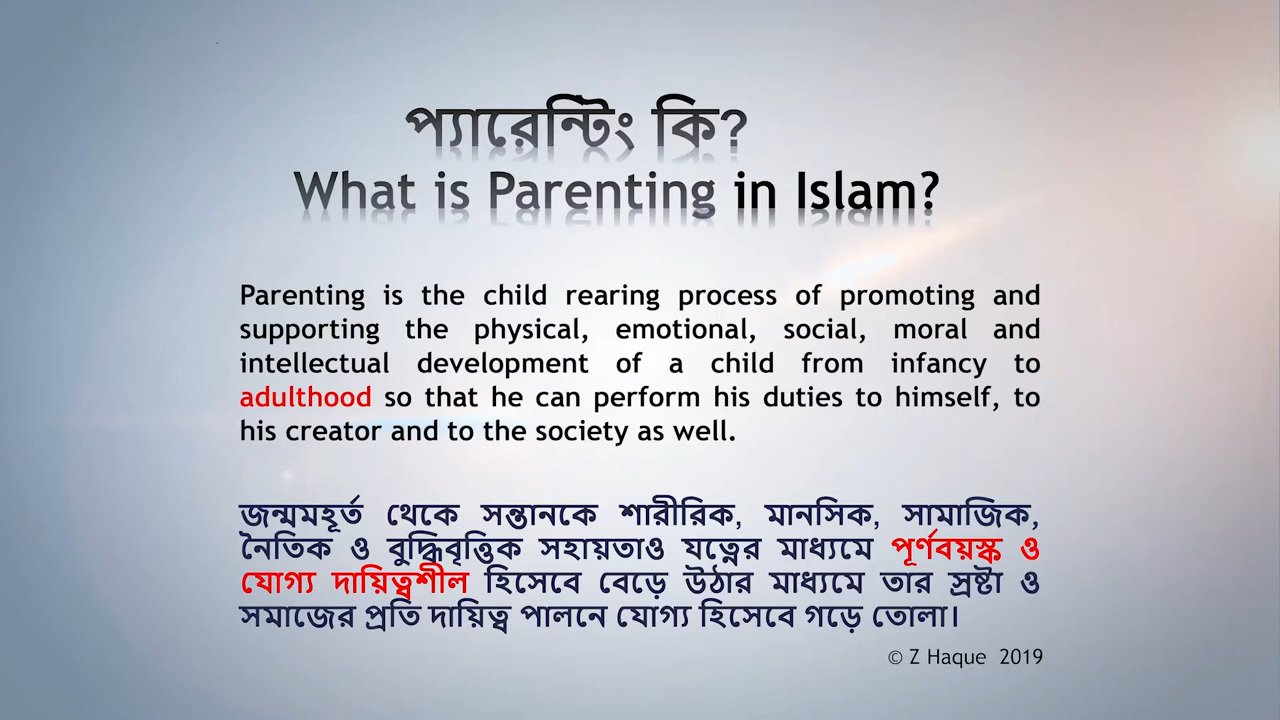 প্যারেন্টিং কি?
What is Parenting in Islam?
Parenting is the child rearing process of promoting and
supporting the physical, emotional, social, moral and
intellectual development of a child from infancy to
adulthood so that he can perform his duties to himself, to
his creator and to the society as well.
জন্মমহূর্ত থেকে সন্তানকে শারীরিক, মানসিক, সামাজিক,
নৈতিক ও বুদ্ধিবৃত্তিক সহায়তাও যত্নের মাধ্যমে পূর্ণবয়স্ক ও
যোগ্য দায়িত্বশীল হিসেবে বেড়ে উঠার মাধ্যমে তার স্রষ্টা ও
সমাজের প্রতি দায়িত্ব পালনে যোগ্য হিসেবে গড়ে তোলা।
© Z Haque 2019